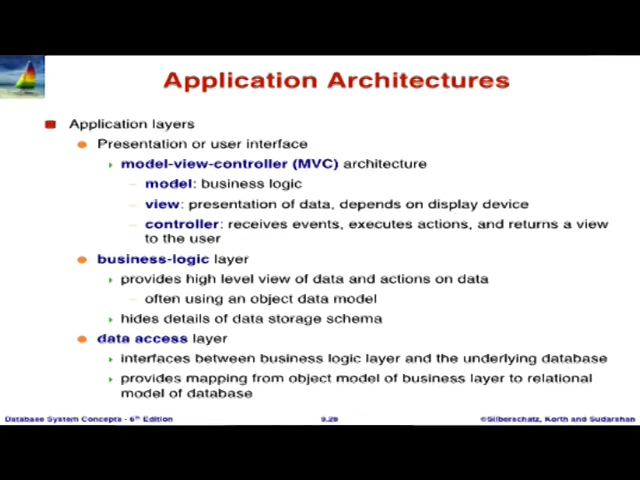 Application Architectures
Application layers
Presentation or user interface
model-view-controller (MVC) architecture
model: business logic
view: presentation of data, depends on display device
controller: receives events, executes actions, and returns a view
to the user
business-logic layer
provides high level view of data and actions on data
often using an object data model
hides details of data storage schema
data access layer
interfaces between business logic layer and the underlying database
provides mapping from object model of business layer to relational
model of database
Database System Concepts - 6th Edition
9.29
©Silberschatz, Korth and Sudarshan